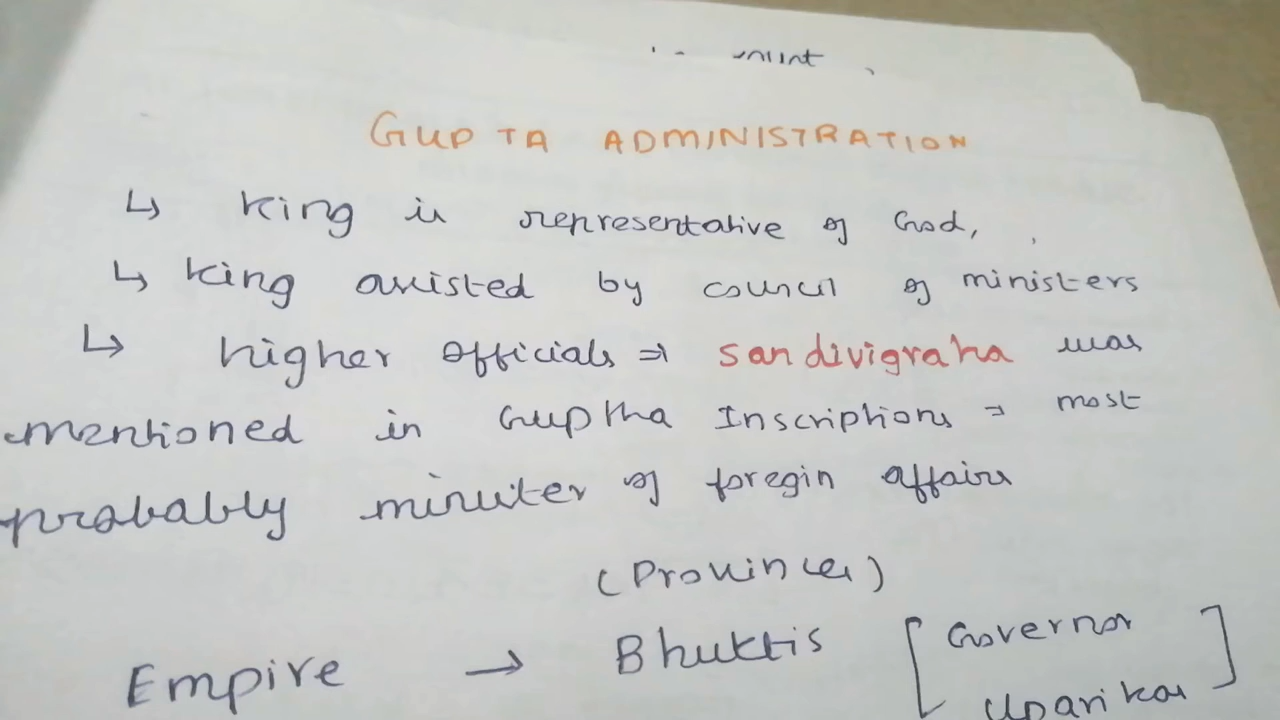 GUPTA ADMINISTRATION
↳ King is representative of God,
↳ King assisted by council of ministers
↳ higher officials ⇒ sandivigraha was
mentioned in Guptha Inscriptions ⇒ most
probably minister of foregin affairs
(Provinces)
Empire → Bhuktis [Governor
Uparikas]